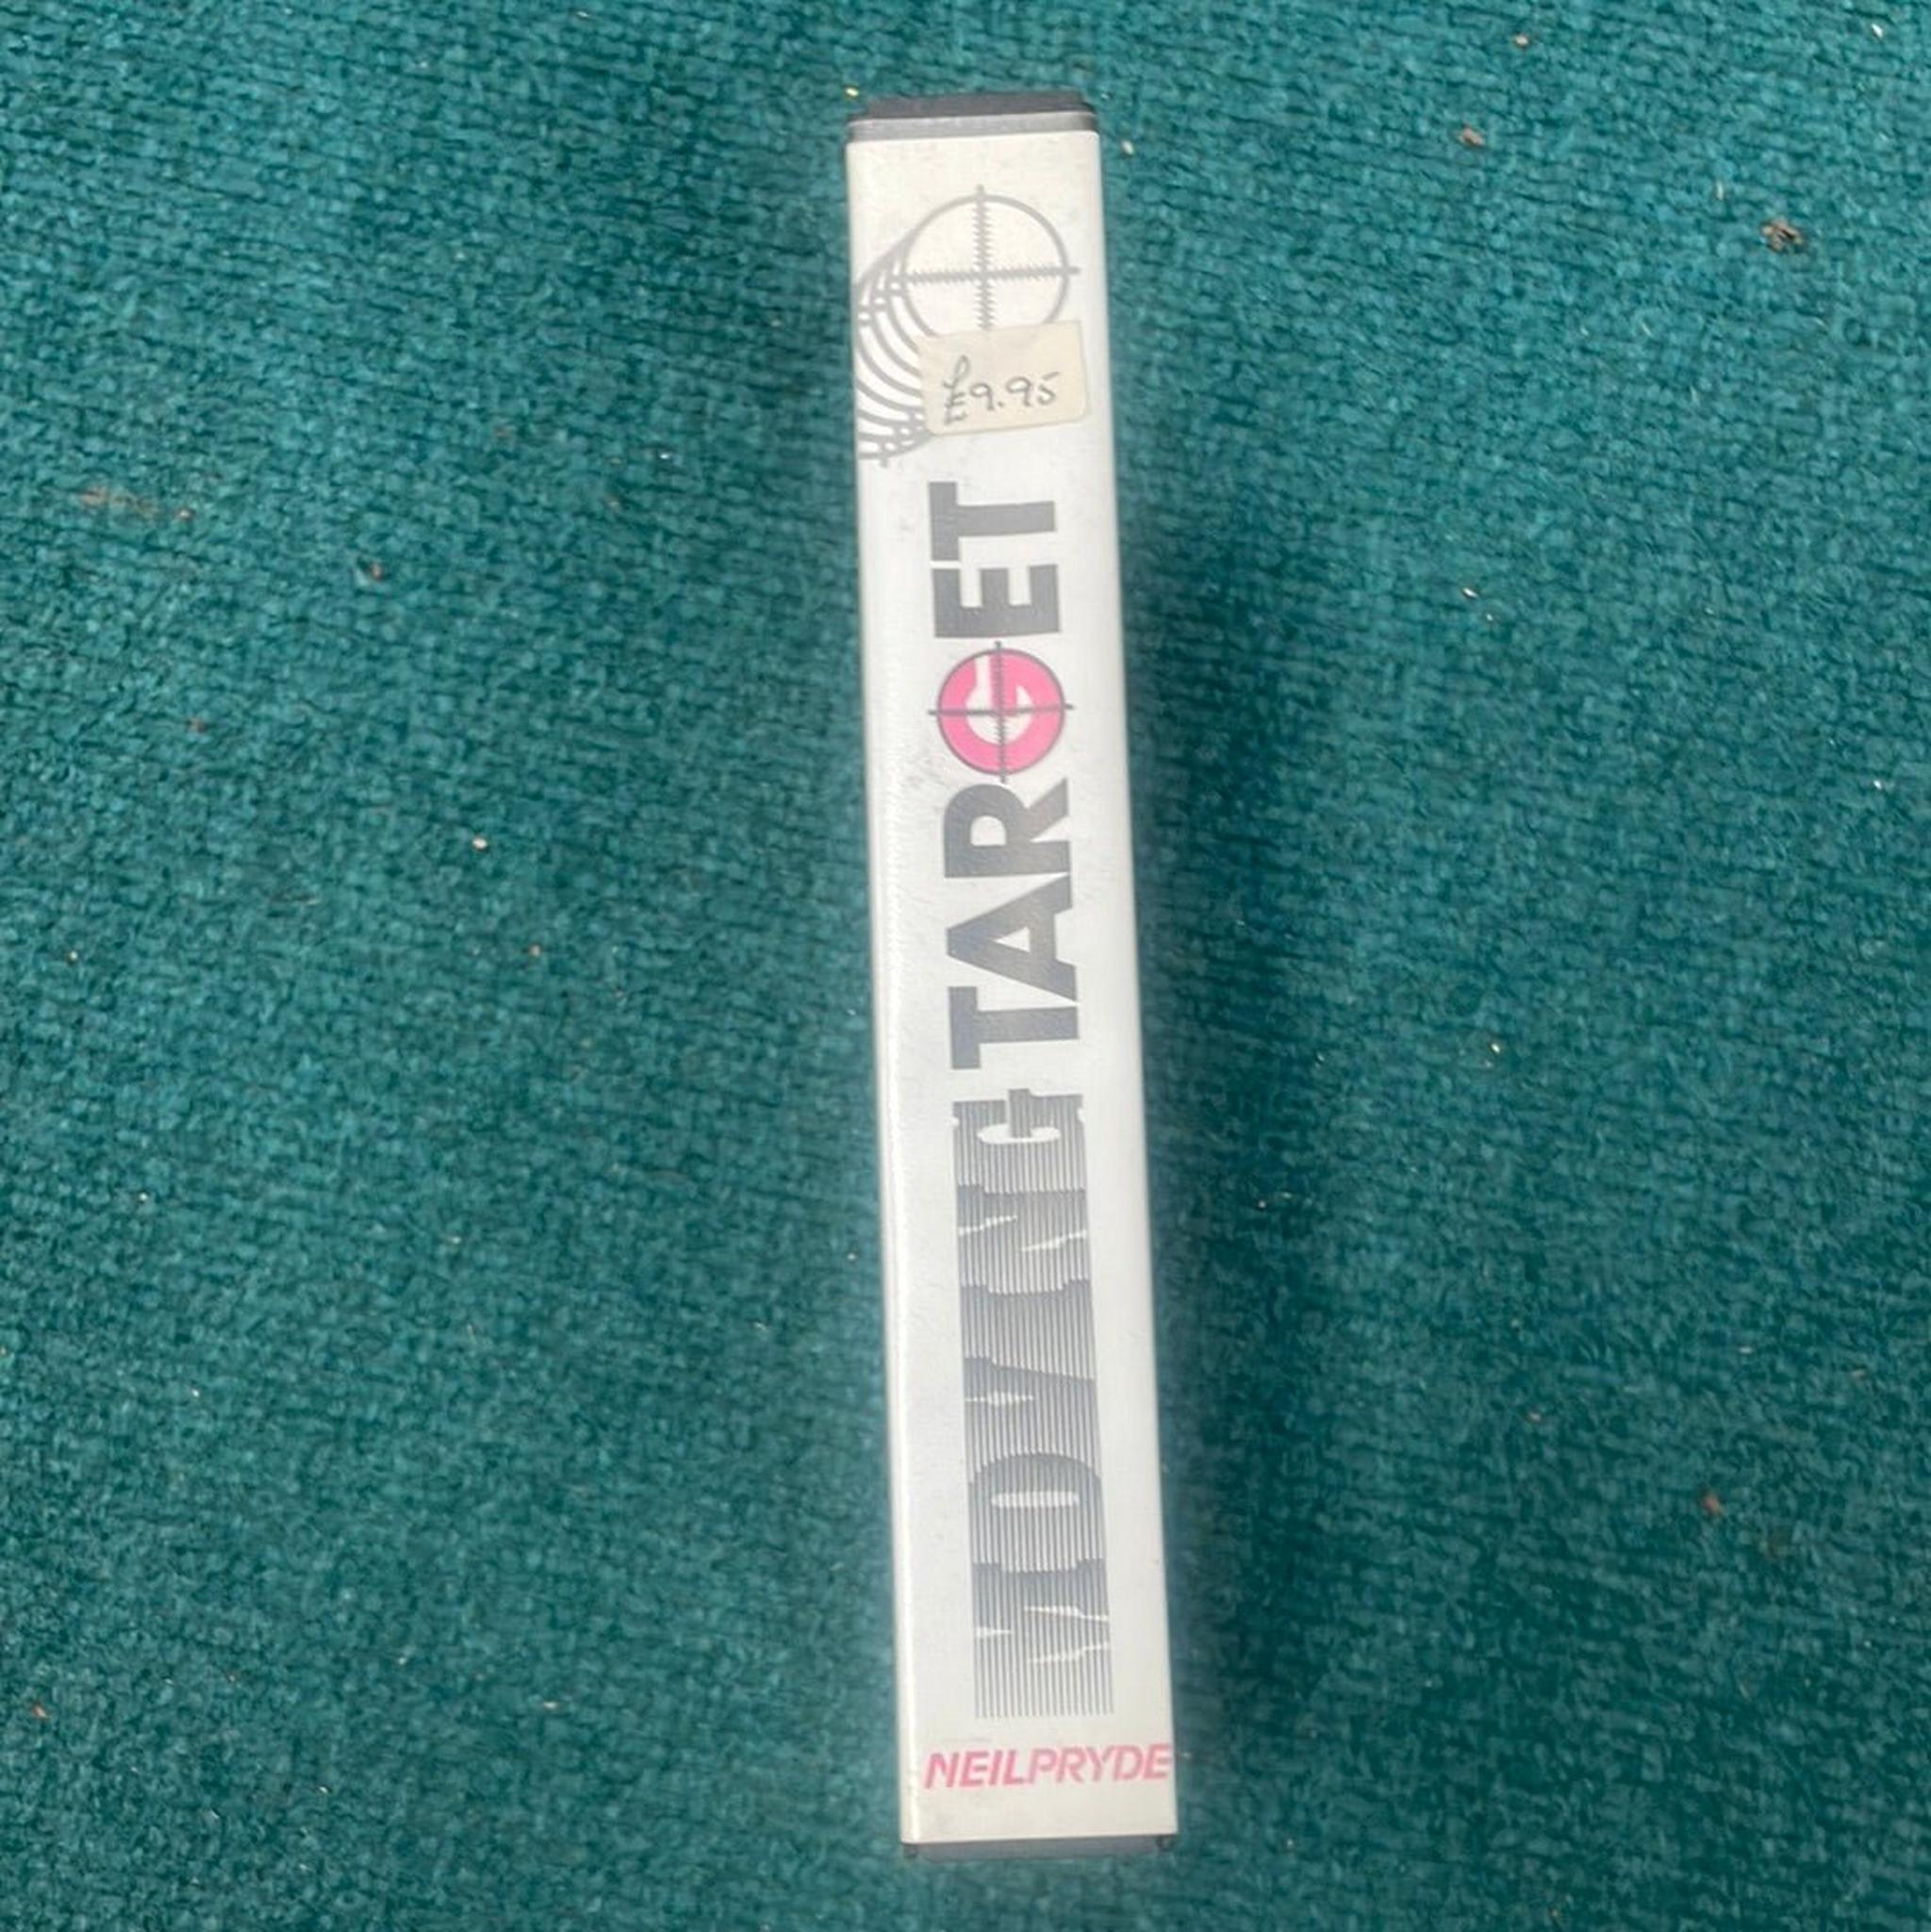 £9.95
MOVING TARGET
NEILPRYDE